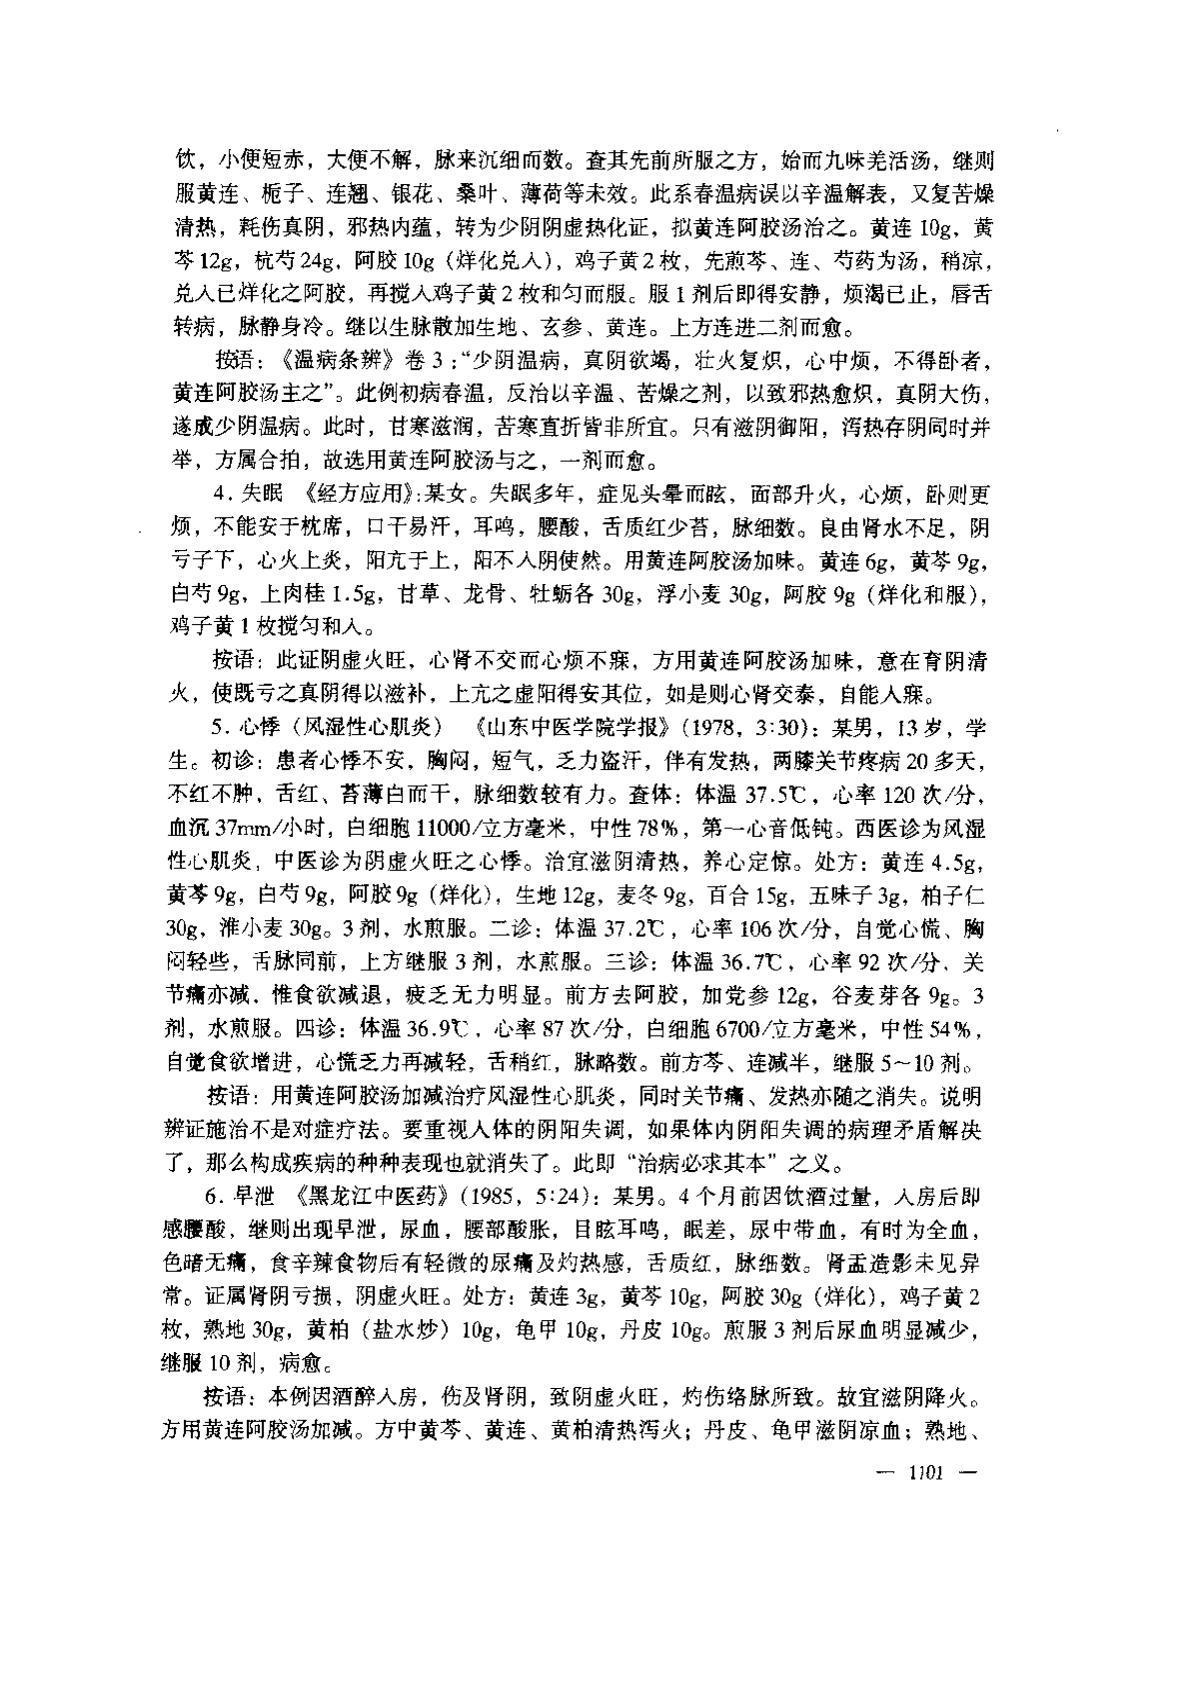 饮，小便短赤，大便不解，脉来沉细而数。查其先前所服之方，始而九味羌活汤，继则
服黄连、栀子、连翘、银花、桑叶、薄荷等未效。此系春温病误以辛温解表，又复苦燥
清热，耗伤真阴，邪热内蕴，转为少阴阴虚热化证，拟黄连阿胶汤治之。黄连 10g，黄
芩 12g，杭芍 24g，阿胶 10g（烊化兑入），鸡子黄 2 枚，先煎芩、连、芍药为汤，稍凉，
兑入已烊化之阿胶，再搅入鸡子黄 2 枚和匀而服。服 1 剂后即得安静，烦渴已止，唇舌
转病，脉静身冷。继以生脉散加生地、玄参、黄连。上方连进二剂而愈。
按语：《温病条辨》卷 3：“少阴温病，真阴欲竭，壮火复炽，心中烦，不得卧者，
黄连阿胶汤主之”。此例初病春温，反治以辛温、苦燥之剂，以致邪热愈炽，真阴大伤，
遂成少阴温病。此时，甘寒滋润，苦寒直折皆非所宜。只有滋阴御阳，泻热存阴同时并
举，方属合拍，故选用黄连阿胶汤与之，一剂而愈。
4. 失眠 《经方应用》：某女。失眠多年，症见头晕而眩，面部升火，心烦，卧则更
烦，不能安于枕席，口干易汗，耳鸣，腰酸，舌质红少苔，脉细数。良由肾水不足，阴
亏于下，心火上炎，阳亢于上，阳不入阴使然。用黄连阿胶汤加味。黄连 6g，黄芩 9g，
白芍 9g，上肉桂 1.5g，甘草、龙骨、牡蛎各 30g，浮小麦 30g，阿胶 9g（烊化和服），
鸡子黄 1 枚搅匀和入。
按语：此证阴虚火旺，心肾不交而心烦不寐，方用黄连阿胶汤加味，意在育阴清
火，使既亏之真阴得以滋补，上亢之虚阳得安其位，如是则心肾交泰，自能入寐。
5. 心悸（风湿性心肌炎） 《山东中医学院学报》（1978，3:30）：某男，13 岁，学
生。初诊：患者心悸不安，胸闷，短气，乏力盗汗，伴有发热，两膝关节疼病 20 多天，
不红不肿，舌红、苔薄白而干，脉细数较有力。查体：体温 37.5℃，心率 120 次/分，
血沉 37mm/小时，白细胞 11000/立方毫米，中性 78%，第一心音低钝。西医诊为风湿
性心肌炎，中医诊为阴虚火旺之心悸。治宜滋阴清热，养心定惊。处方：黄连 4.5g，
黄芩 9g，白芍 9g，阿胶 9g（烊化），生地 12g，麦冬 9g，百合 15g，五味子 3g，柏子仁
30g，淮小麦 30g。3 剂，水煎服。二诊：体温 37.2℃，心率 106 次/分，自觉心慌、胸
闷轻些，舌脉同前，上方继服 3 剂，水煎服。三诊：体温 36.7℃，心率 92 次/分，关
节痛亦减，惟食欲减退，疲乏无力明显。前方去阿胶，加党参 12g，谷麦芽各 9g。3
剂，水煎服。四诊：体温 36.9℃，心率 87 次/分，白细胞 6700/立方毫米，中性 54%，
自觉食欲增进，心慌乏力再减轻，舌稍红，脉略数。前方芩、连减半，继服 5～10 剂。
按语：用黄连阿胶汤加减治疗风湿性心肌炎，同时关节痛、发热亦随之消失。说明
辨证施治不是对症疗法。要重视人体的阴阳失调，如果体内阴阳失调的病理矛盾解决
了，那么构成疾病的种种表现也就消失了。此即“治病必求其本”之义。
6. 早泄 《黑龙江中医药》（1985，5:24）：某男。4 个月前因饮酒过量，入房后即
感腰酸，继则出现早泄，尿血，腰部酸胀，目眩耳鸣，眠差，尿中带血，有时为全血，
色暗无痛，食辛辣食物后有轻微的尿痛及灼热感，舌质红，脉细数。肾盂造影未见异
常。证属肾阴亏损，阴虚火旺。处方：黄连 3g，黄芩 10g，阿胶 30g（烊化），鸡子黄 2
枚，熟地 30g，黄柏（盐水炒）10g，龟甲 10g，丹皮 10g。煎服 3 剂后尿血明显减少，
继服 10 剂，病愈。
按语：本例因酒醉入房，伤及肾阴，致阴虚火旺，灼伤络脉所致。故宜滋阴降火。
方用黄连阿胶汤加减。方中黄芩、黄连、黄柏清热泻火；丹皮、龟甲滋阴凉血；熟地、
— 1101 —